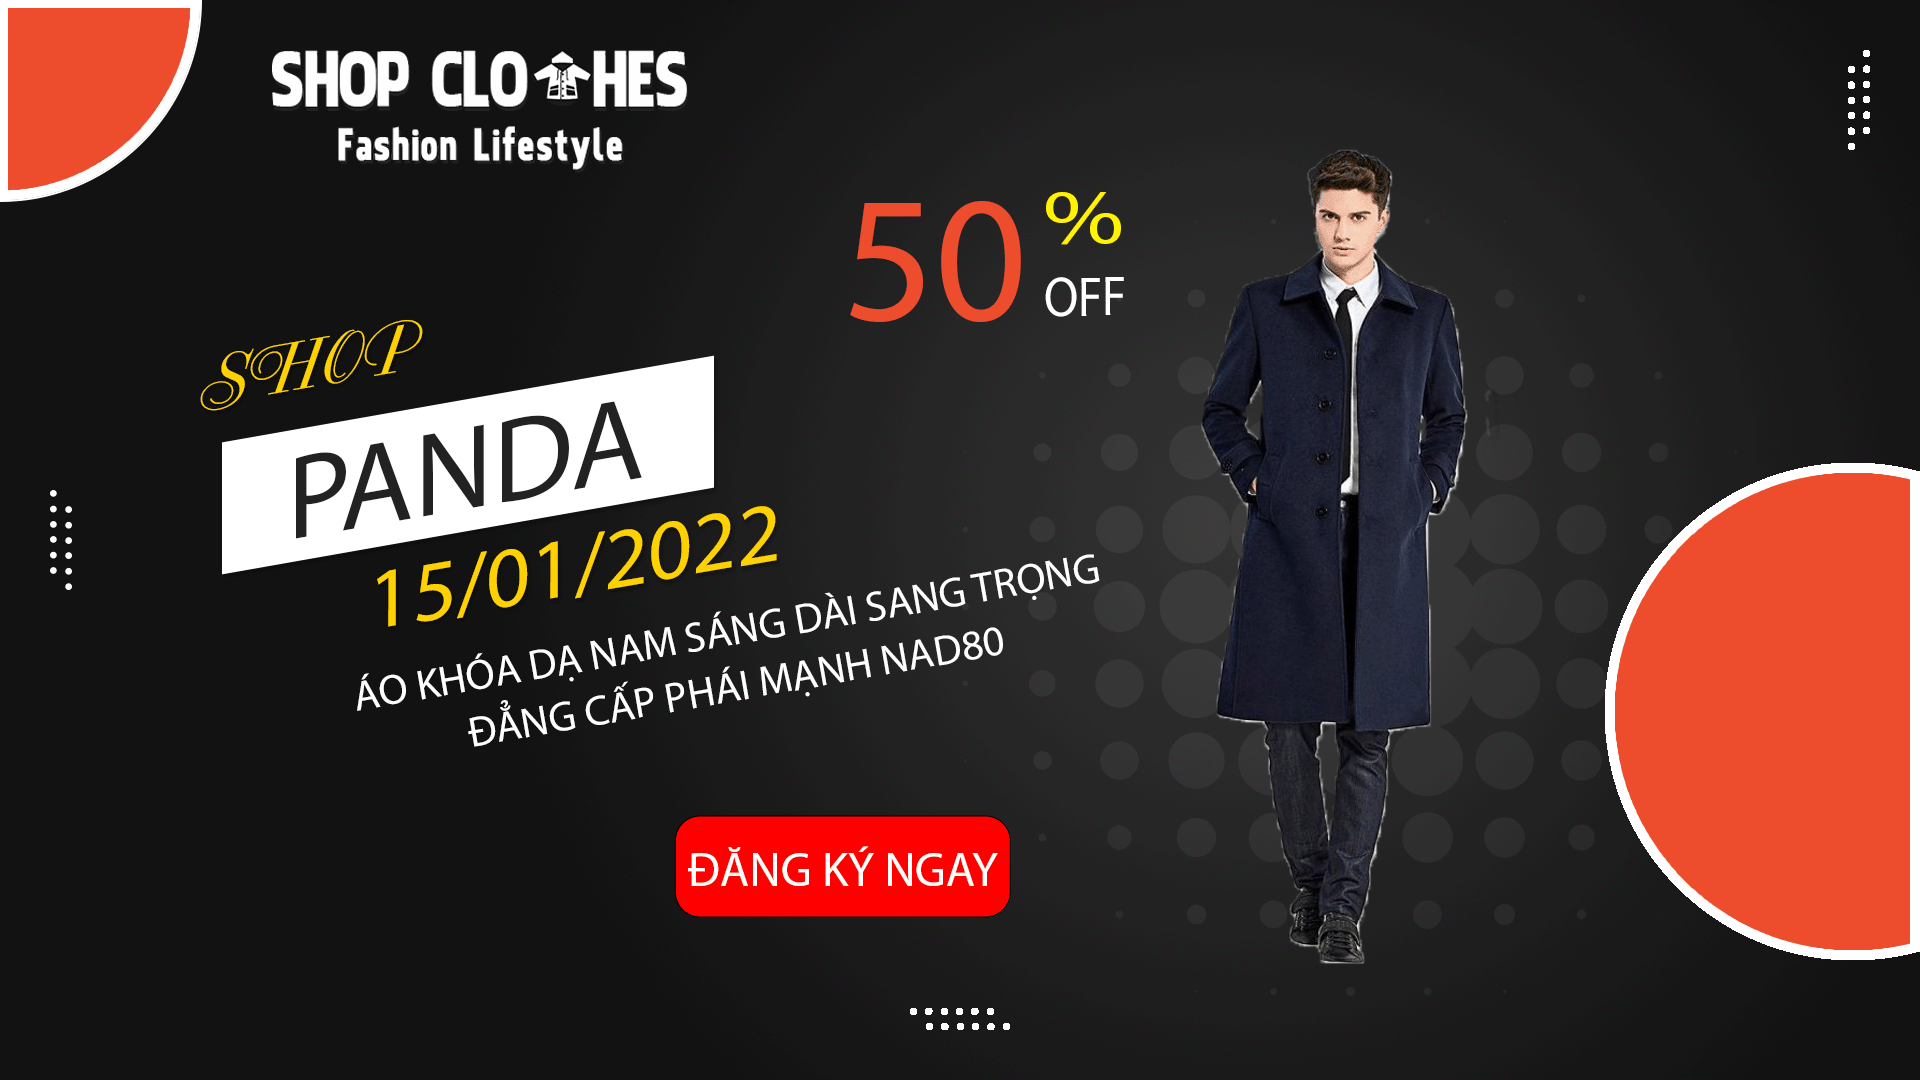 SHOP CLOTHES
Fashion Lifestyle
50 %
OFF
SHOP
PANDA
15/01/2022
ÁO KHÓA DẠ NAM SÁNG DÀI SANG TRỌNG
ĐẲNG CẤP PHÁI MẠNH NAD80
ĐĂNG KÝ NGAY